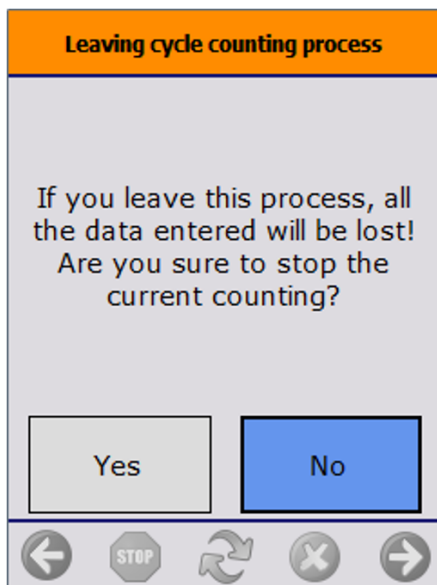 Leaving cycle counting process
If you leave this process, all
the data entered will be lost!
Are you sure to stop the
current counting?
Yes
No
STOP